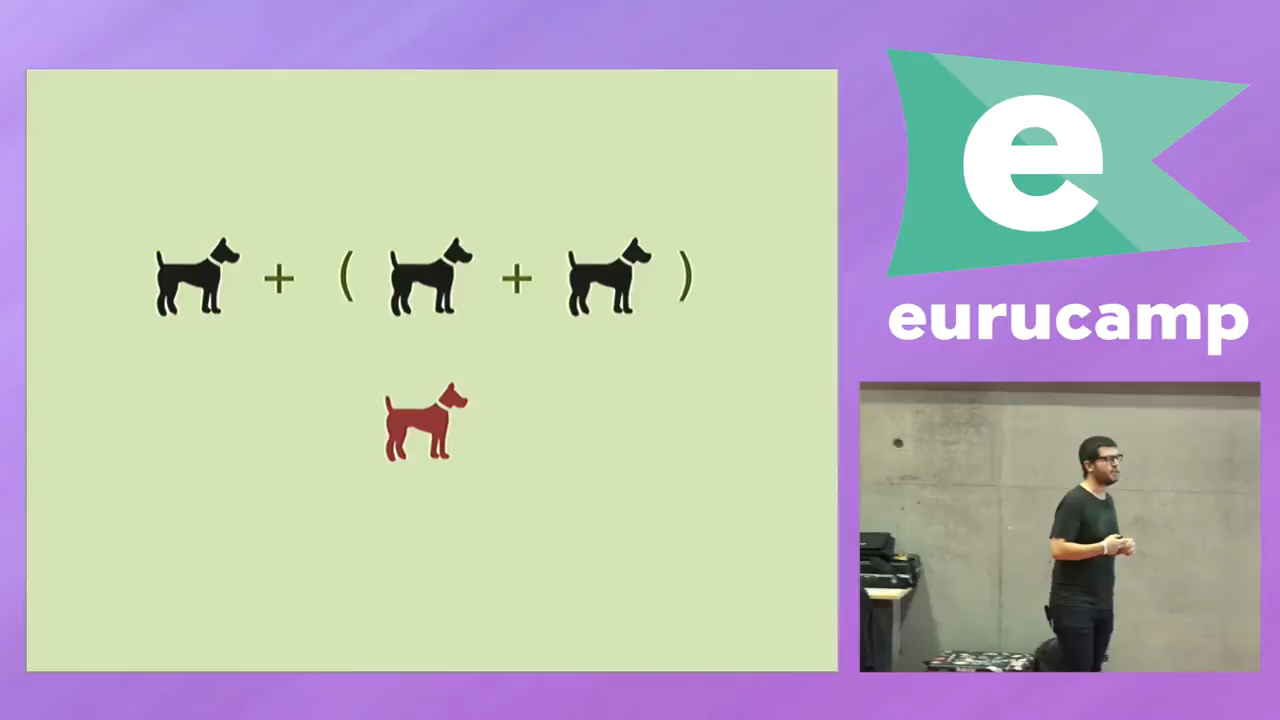 + ( + )
e
eurucamp